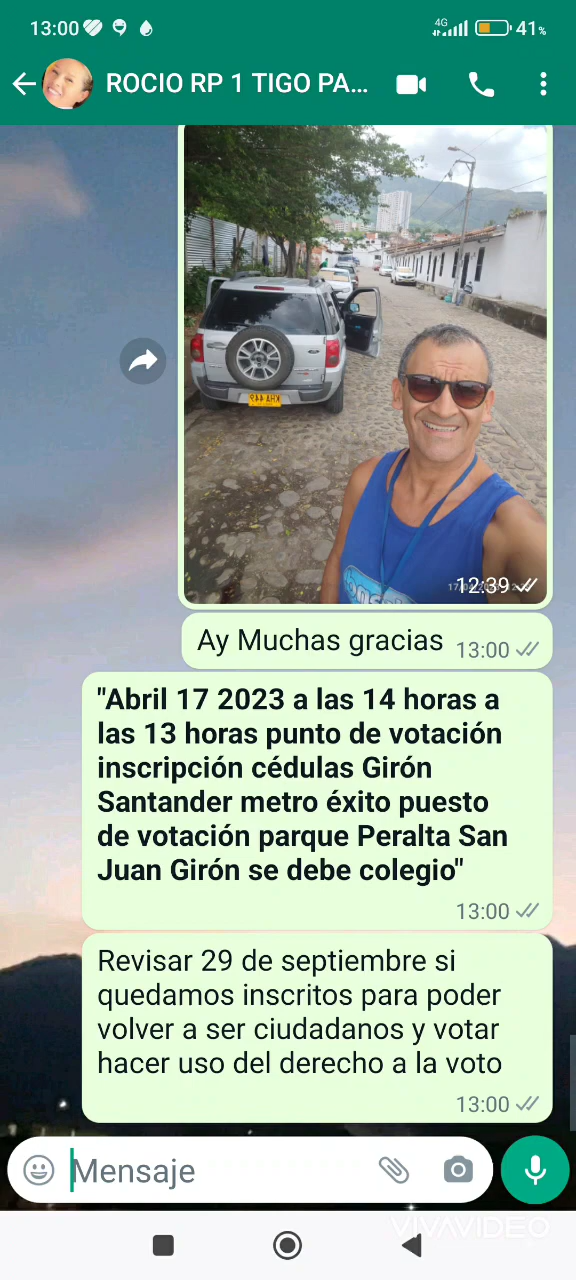 13:00
4G
41%
ROCIO RP 1 TIGO PA...
12:39
Ay Muchas gracias
13:00
"Abril 17 2023 a las 14 horas a
las 13 horas punto de votación
inscripción cédulas Girón
Santander metro éxito puesto
de votación parque Peralta San
Juan Girón se debe colegio"
13:00
Revisar 29 de septiembre si
quedamos inscritos para poder
volver a ser ciudadanos y votar
hacer uso del derecho a la voto
13:00
Mensaje
VIVAVIDEO